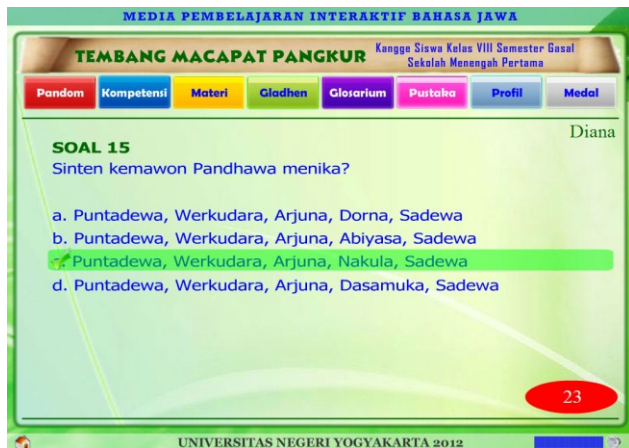 MEDIA PEMBELAJARAN INTERAKTIF BAHASA JAWA
TEMBANG MACAPAT PANGKUR
Kanggo Siswa Kelas VIII Semester Gasal
Sekolah Menengah Pertama
Pandom Kompetensi Materi Gladhen Glosarium Pustaka Profil Medal
Diana
SOAL 15
Sinten kemawon Pandhawa menika?
a. Puntadewa, Werkudara, Arjuna, Dorna, Sadewa
b. Puntadewa, Werkudara, Arjuna, Abiyasa, Sadewa
Puntadewa, Werkudara, Arjuna, Nakula, Sadewa
d. Puntadewa, Werkudara, Arjuna, Dasamuka, Sadewa
23
UNIVERSITAS NEGERI YOGYAKARTA 2012